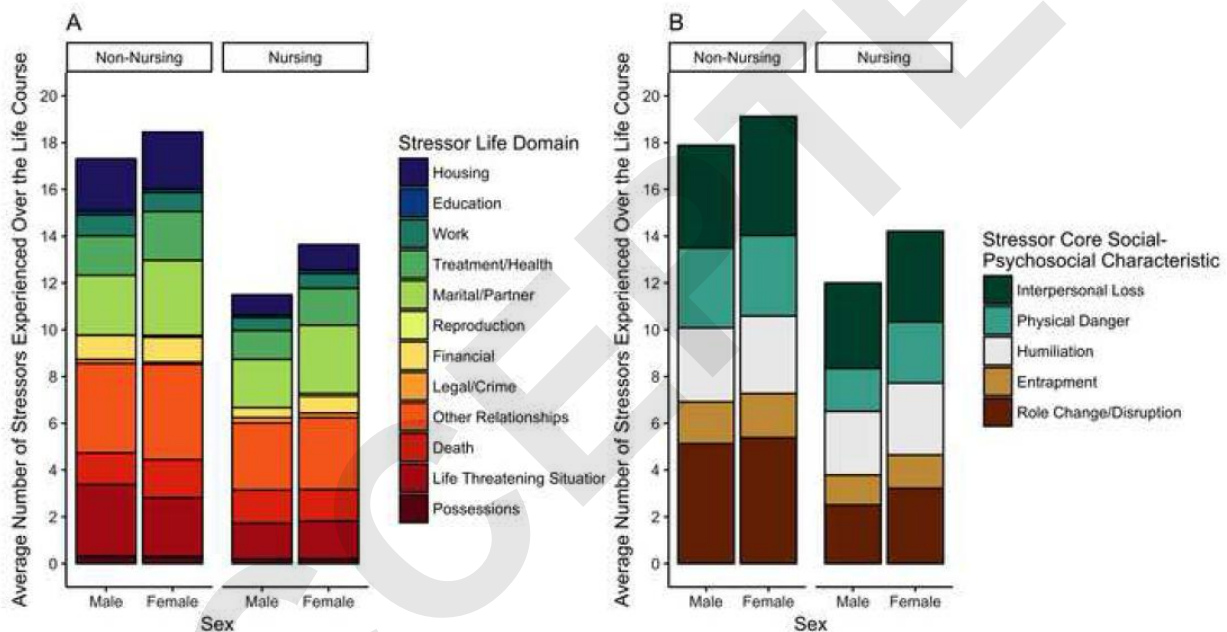 A
Non-Nursing
Nursing
Average Number of Stressors Experienced Over the Life Course
20
18
16
14
12
10
8
6
4
2
0
Male
Female
Male
Female
Sex
Stressor Life Domain
Housing
Education
Work
Treatment/Health
Marital/Partner
Reproduction
Financial
Legal/Crime
Other Relationships
Death
Life Threatening Situation
Possessions
B
Non-Nursing
Nursing
Average Number of Stressors Experienced Over the Life Course
20
18
16
14
12
10
8
6
4
2
0
Male
Female
Male
Female
Sex
Stressor Core Social-
Psychosocial Characteristic
Interpersonal Loss
Physical Danger
Humiliation
Entrapment
Role Change/Disruption